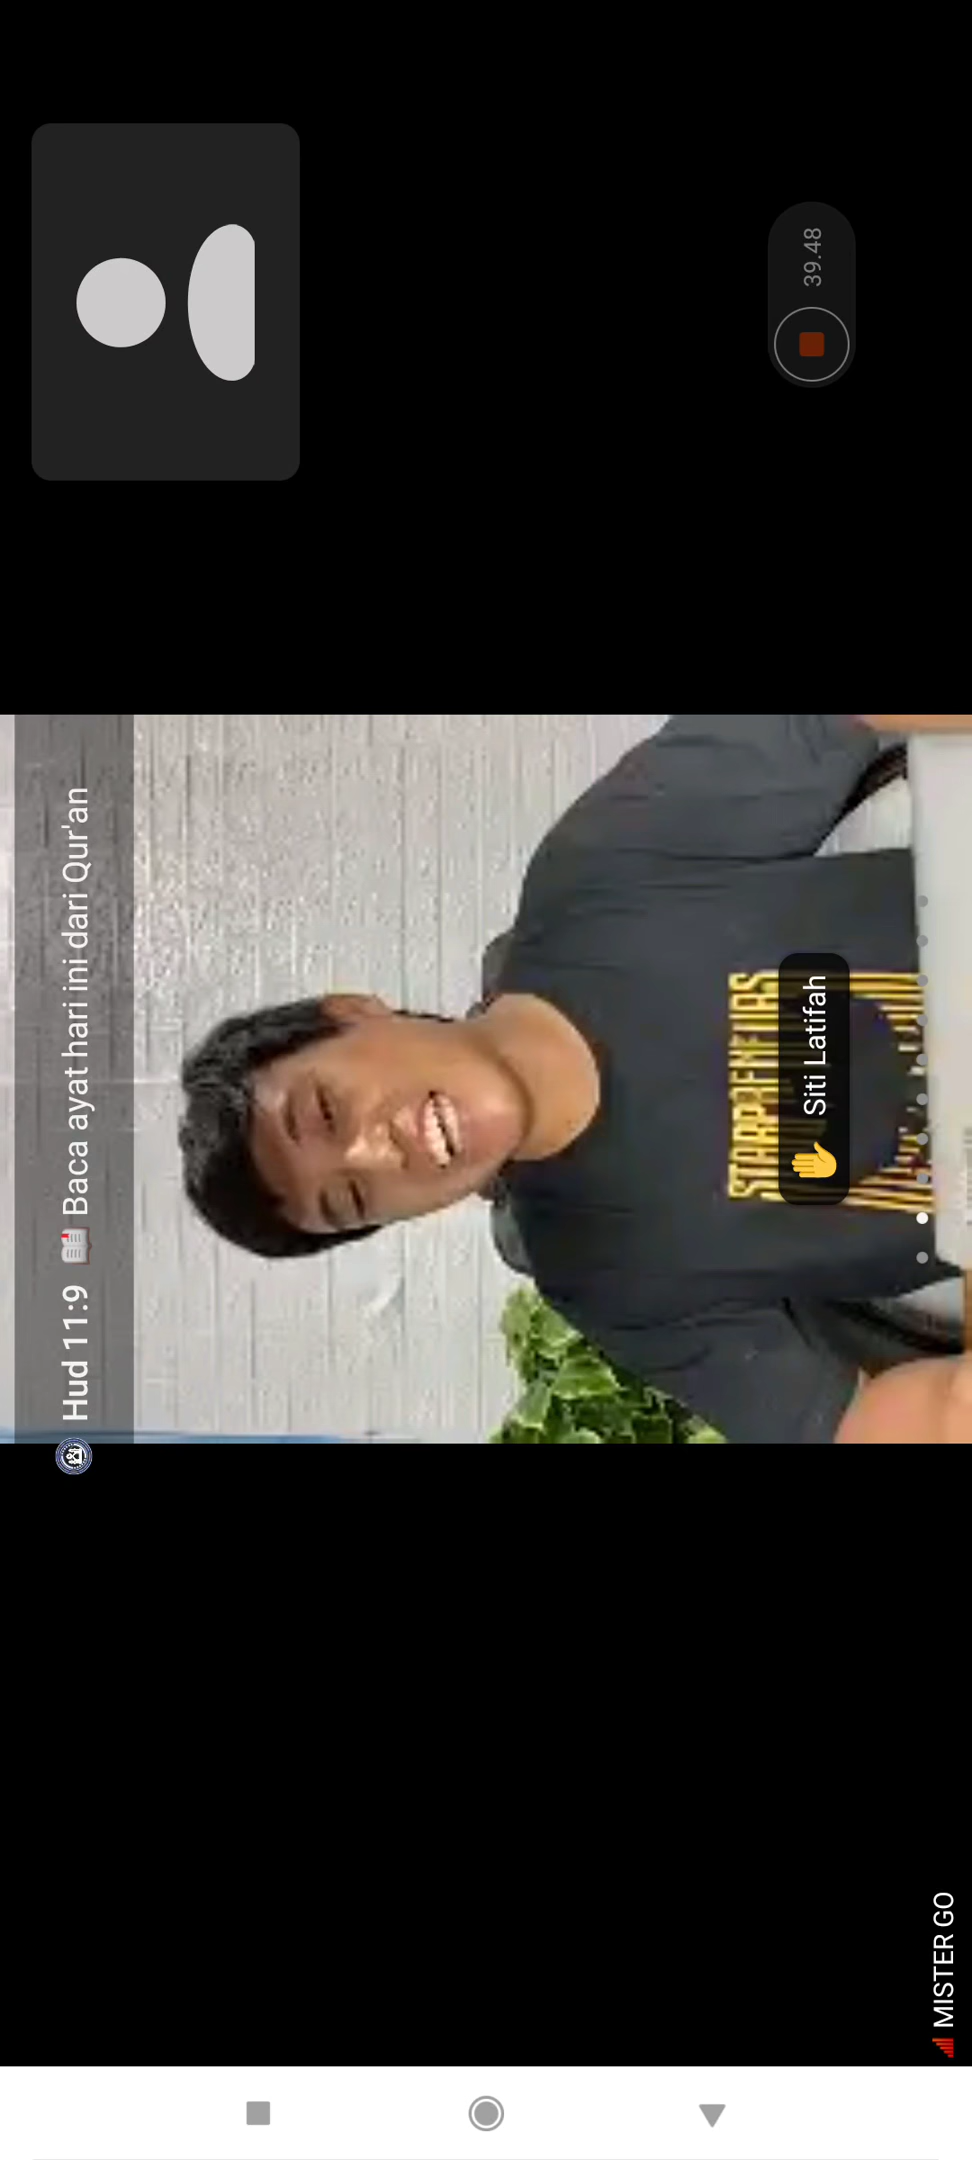 39.48
Hud 11:9 📖 Baca ayat hari ini dari Qur'an
✋ Siti Latifah
MISTER GO